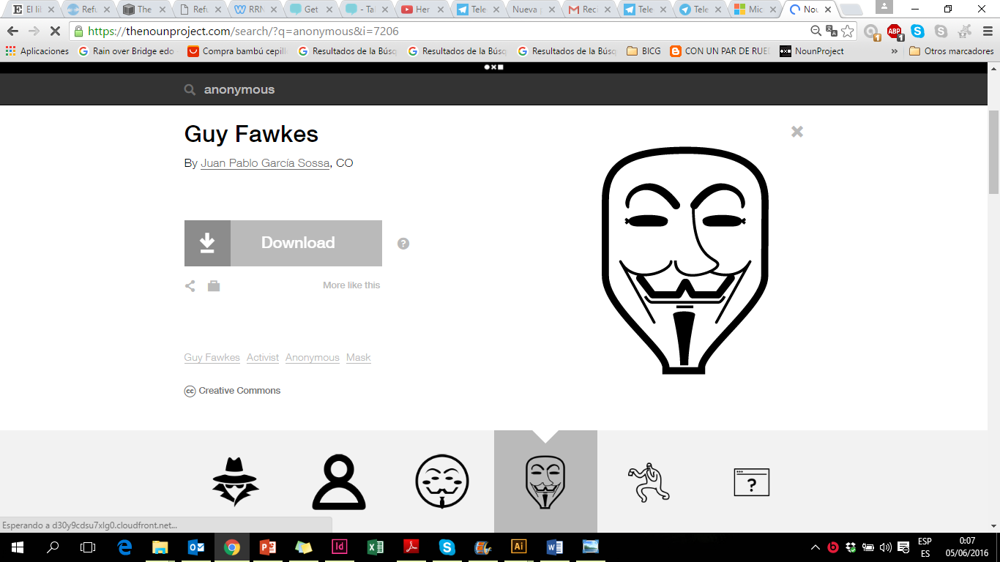 El lil
Refu
The
Refu
RRN
Get
- Tai
Her
Tele
Nueva p
Reci
Tele
Tele
Mic
Nou
https://thenounproject.com/search/?q=anonymous&i=7206
Aplicaciones
Rain over Bridge edo
Compra bambú cepill
Resultados de la Búsq
Resultados de la Búsq
Resultados de la Búsq
BICG
CON UN PAR DE RUED
NounProject
»
Otros marcadores
anonymous
Guy Fawkes
By Juan Pablo García Sossa, CO
Download
?
More like this
Guy Fawkes Activist Anonymous Mask
cc Creative Commons
?
Esperando a d30y9cdsu7xlg0.cloudfront.net...
ESP
ES
0:07
05/06/2016